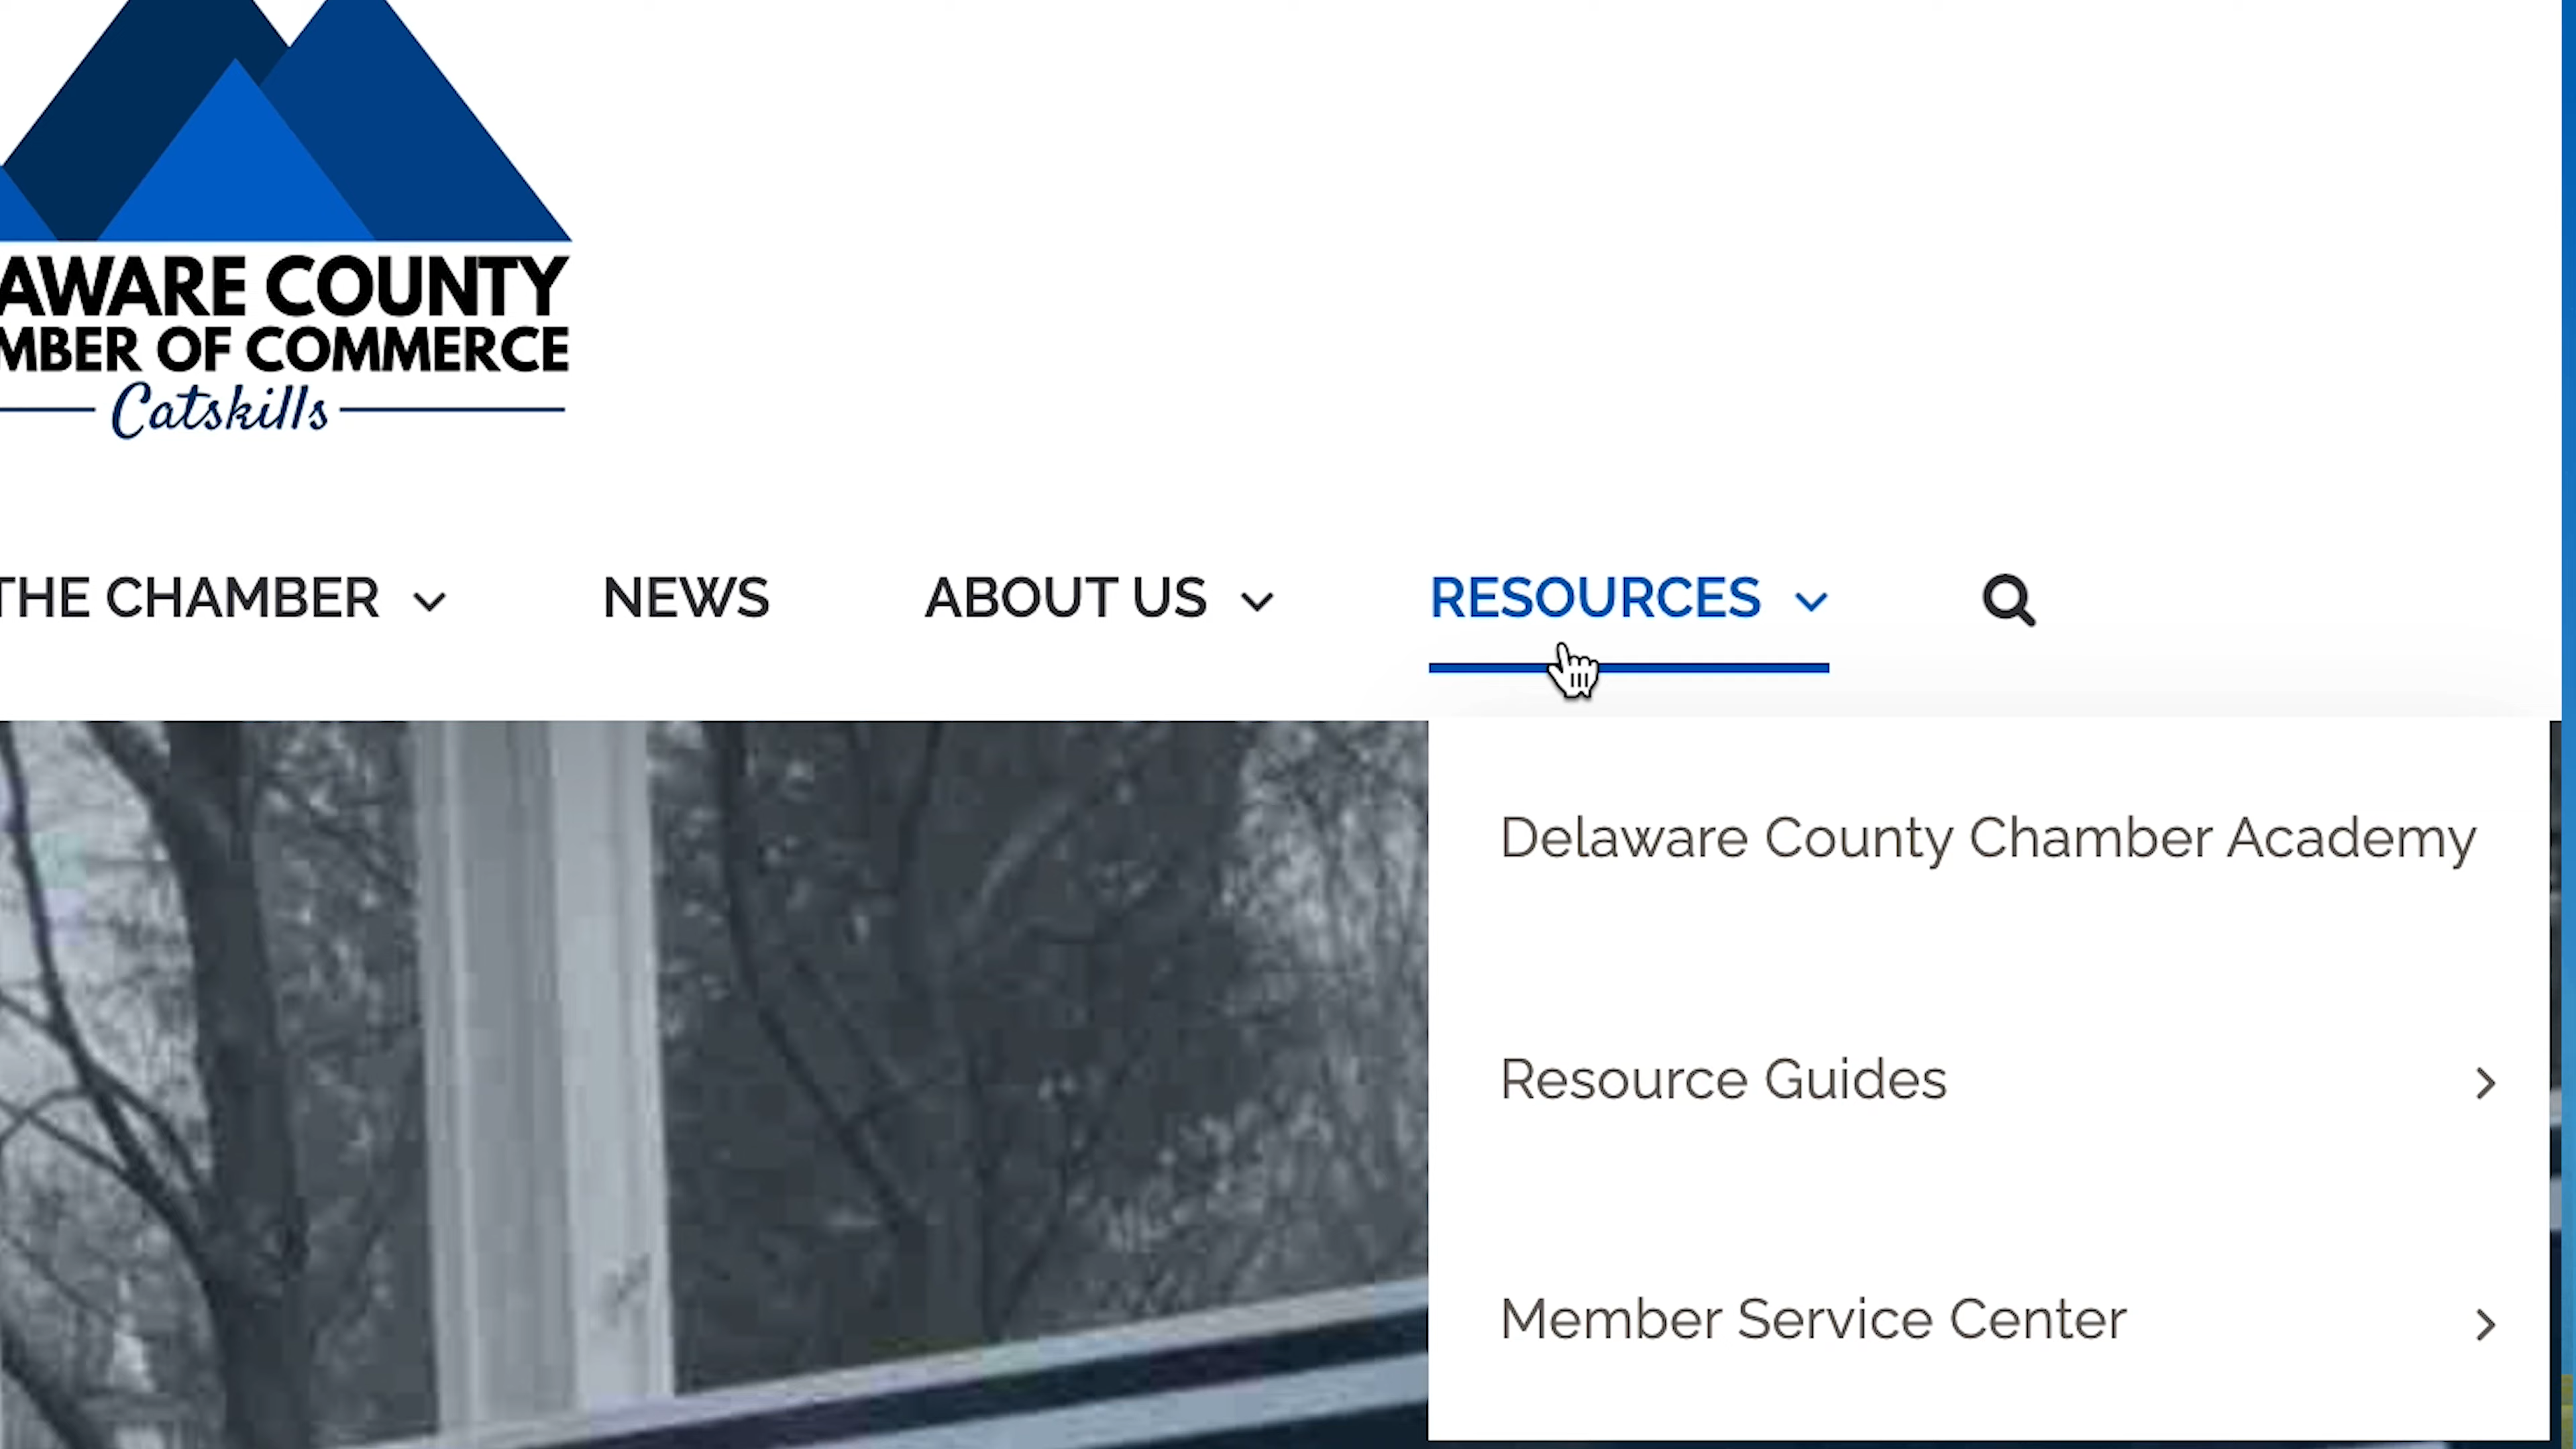 AWARE COUNTY
MBER OF COMMERCE
Catskills
THE CHAMBER
NEWS
ABOUT US
RESOURCES
Delaware County Chamber Academy
Resource Guides
Member Service Center